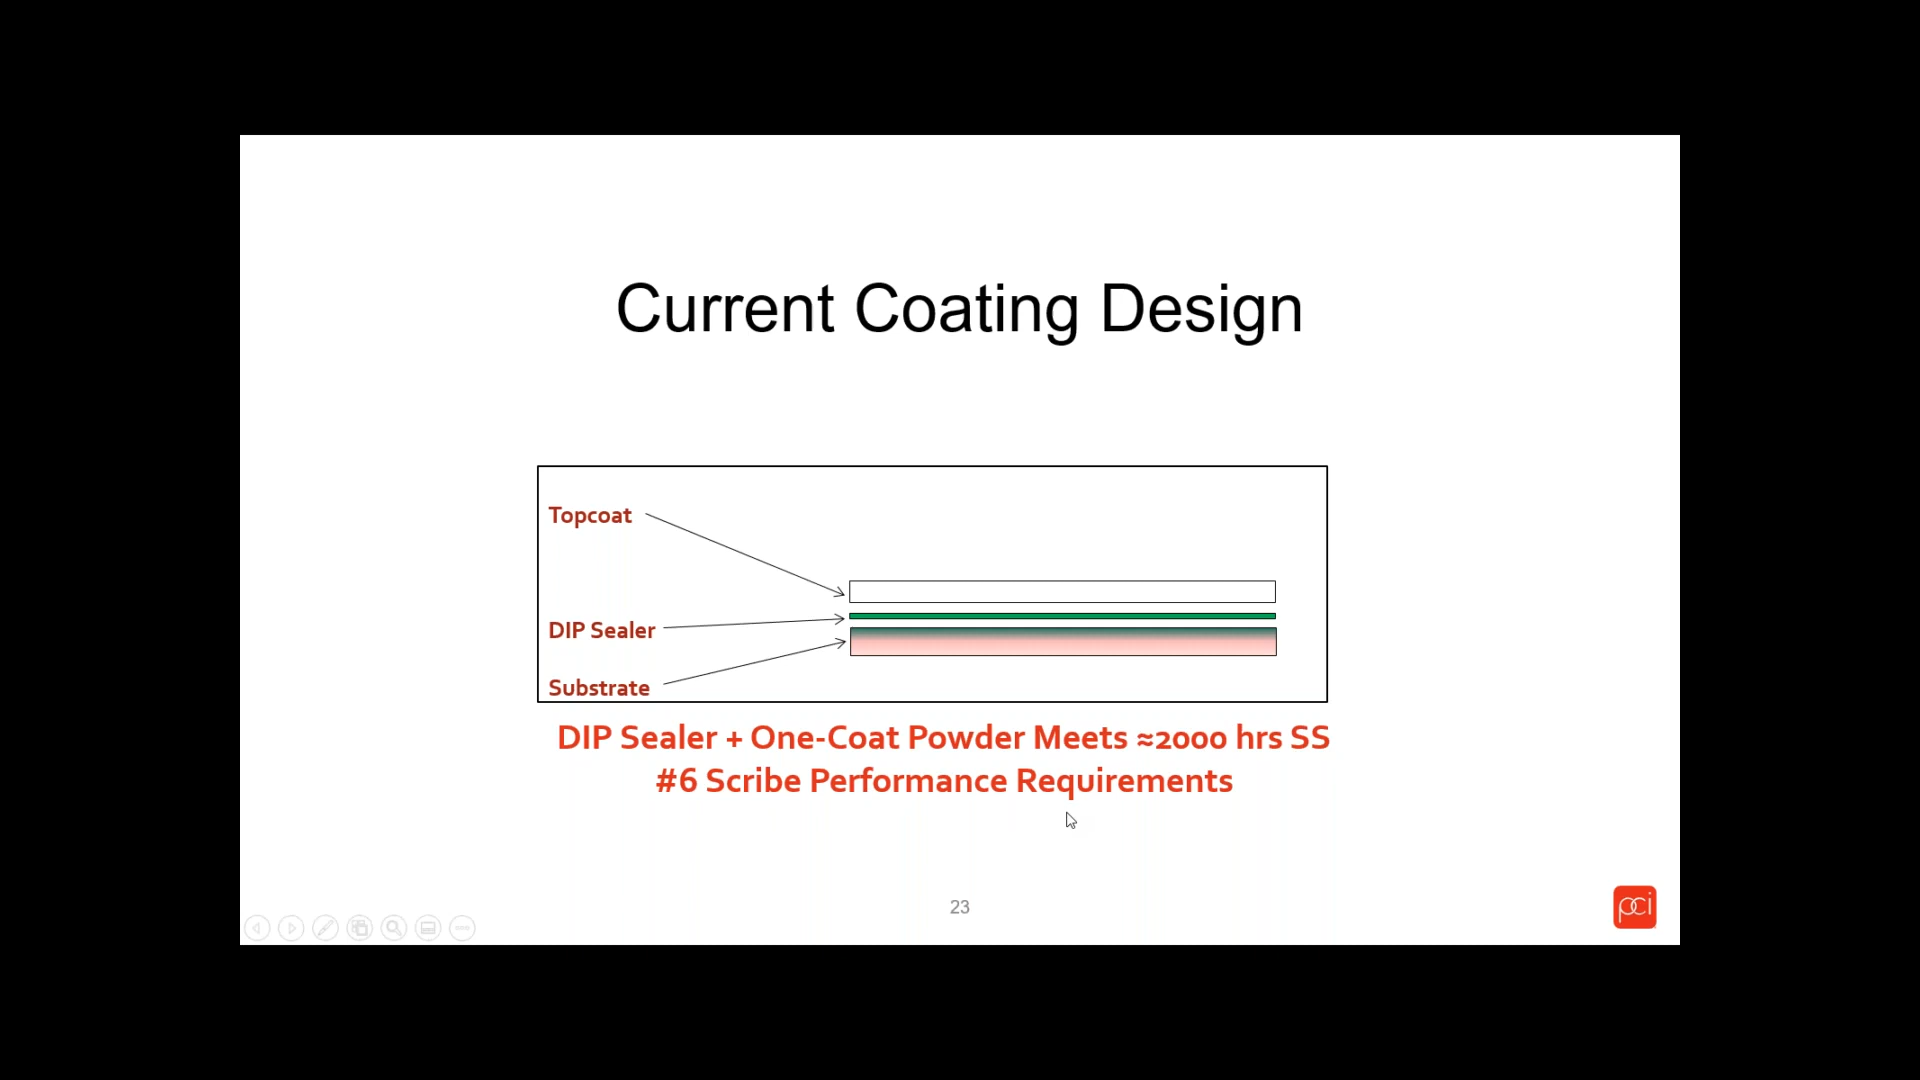 Current Coating Design
Topcoat
DIP Sealer
Substrate
DIP Sealer + One-Coat Powder Meets ≈2000 hrs SS
#6 Scribe Performance Requirements
23
pci